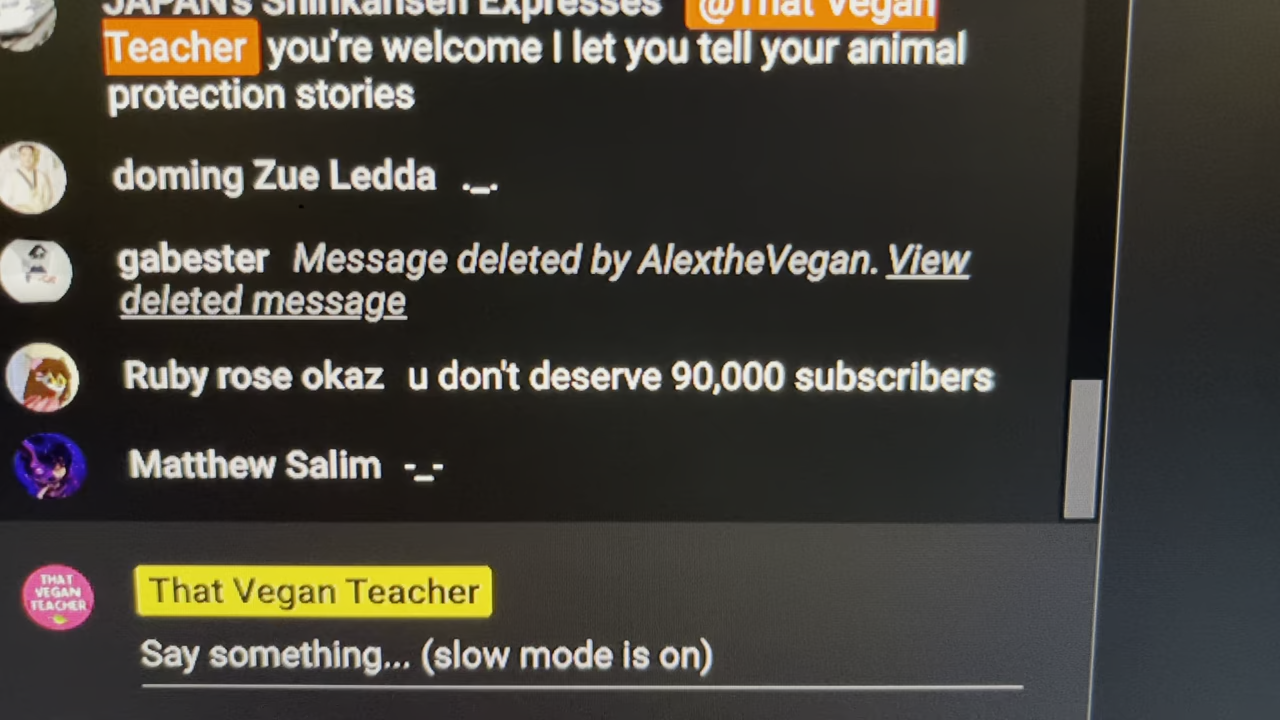 JAPAN's Shinkansen Expresses @That Vegan
Teacher you're welcome I let you tell your animal
protection stories
doming Zue Ledda ._.
gabester Message deleted by AlextheVegan. View
deleted message
Ruby rose okaz u don't deserve 90,000 subscribers
Matthew Salim -_-
THAT
VEGAN
TEACHER
That Vegan Teacher
Say something... (slow mode is on)